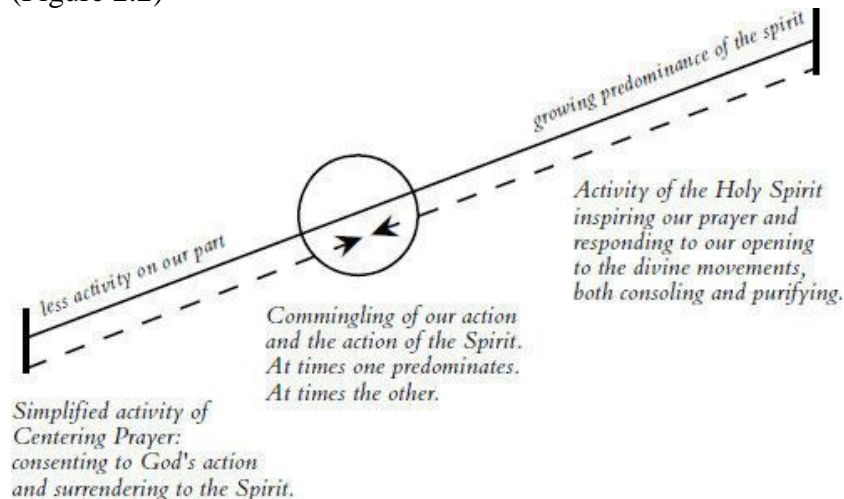 (Figure 2.2)
growing predominance of the spirit
less activity on our part
Activity of the Holy Spirit
inspiring our prayer and
responding to our opening
to the divine movements,
both consoling and purifying.
Commingling of our action
and the action of the Spirit.
At times one predominates.
At times the other.
Simplified activity of
Centering Prayer:
consenting to God's action
and surrendering to the Spirit.